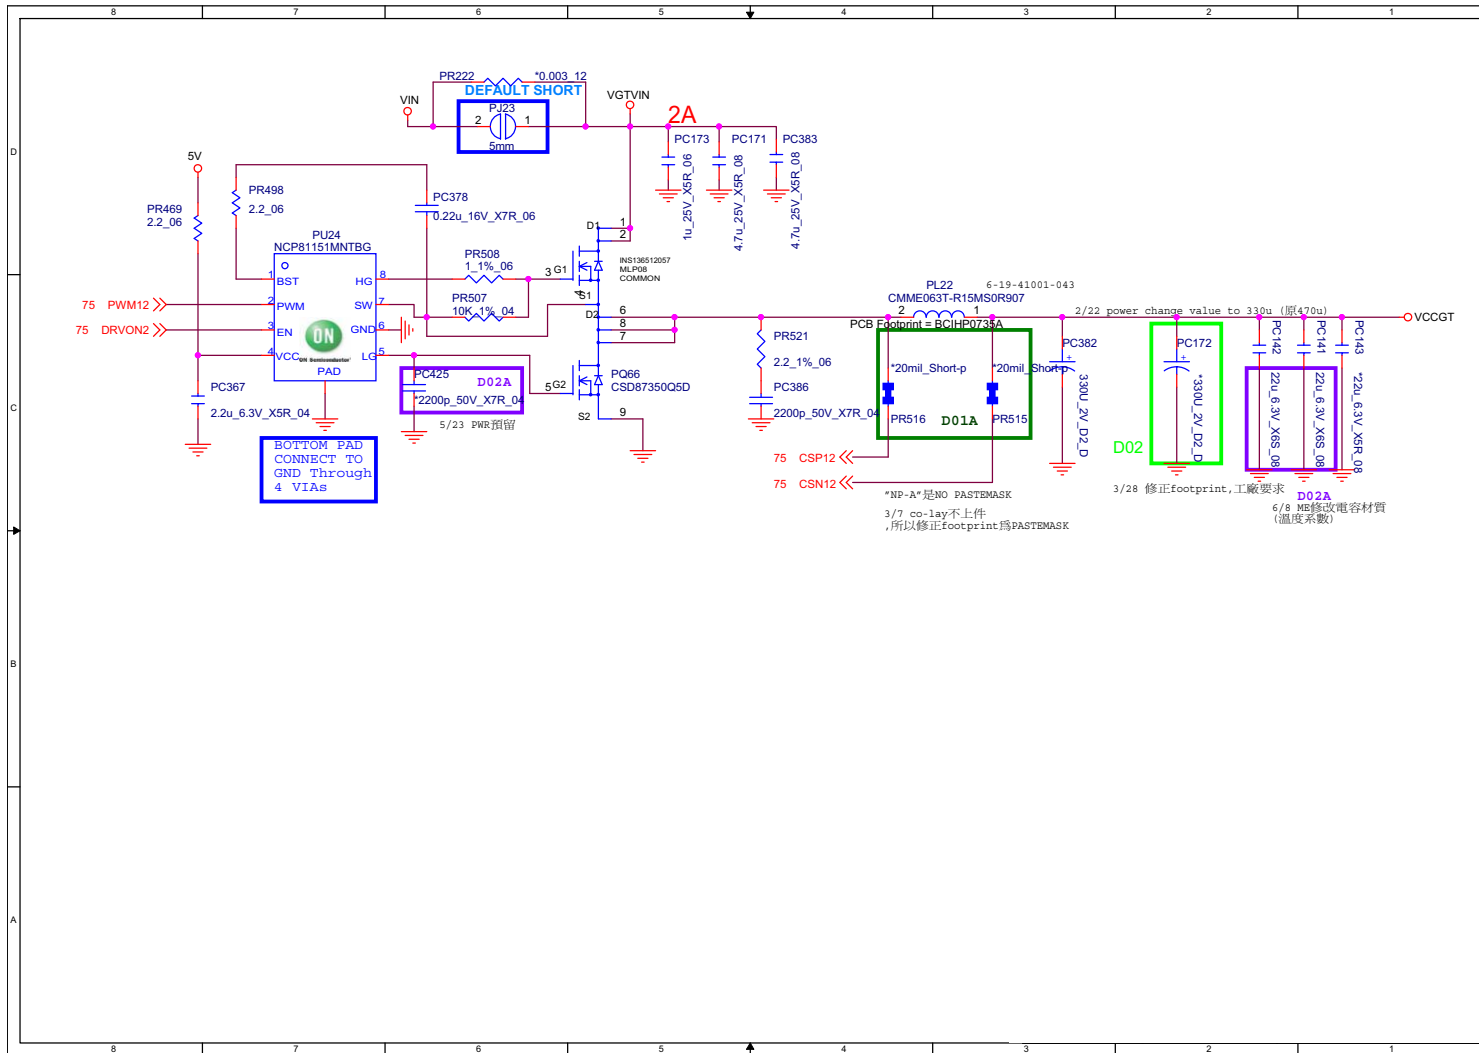 8 7 6 5 4 3 2 1
D
C
B
A
PR222
*0.003_12
DEFAULT SHORT
VIN
PJ23
2 1
5mm
VGTVIN
2A
PC173
1u_25V_X5R_06
PC171
4.7u_25V_X5R_08
PC383
4.7u_25V_X5R_08
5V
PR469
2.2_06
PR498
2.2_06
PC378
0.22u_16V_X7R_06
PU24
NCP81151MNTBG
1 BST
2 PWM
3 EN
4 VCC
HG 8
SW 7
GND 6
LG 5
PAD
ON
ON Semiconductor
75 PWM12
75 DRVON2
PR508
1_1%_06
PR507
10K_1%_04
D1 1
2
3 G1
4 S1
INS136512057
MLP08
COMMON
D2 6
8
7
5 G2
S2 9
PQ66
CSD87350Q5D
PC367
2.2u_6.3V_X5R_04
PC425
D02A
*2200p_50V_X7R_04
5/23 PWR預留
BOTTOM PAD
CONNECT TO
GND Through
4 VIAs
PR521
2.2_1%_06
PC386
2200p_50V_X7R_04
PL22
6-19-41001-043
CMME063T-R15MS0R907
2 1
PCB Footprint = BCIHP0735A
*20mil_Short-p
*20mil_Short-p
PR516
D01A
PR515
75 CSP12
75 CSN12
"NP-A"是NO PASTEMASK
3/7 co-lay不上件
,所以修正footprint爲PASTEMASK
2/22 power change value to 330u (原470u)
VCCGT
PC382
+
330U_2V_D2_D
PC172
+
*330U_2V_D2_D
D02
3/28 修正footprint,工廠要求
PC142
22u_6.3V_X6S_08
PC141
22u_6.3V_X6S_08
PC143
*22u_6.3V_X5R_08
D02A
6/8 ME修改電容材質
(溫度系數)
8 7 6 5 4 3 2 1